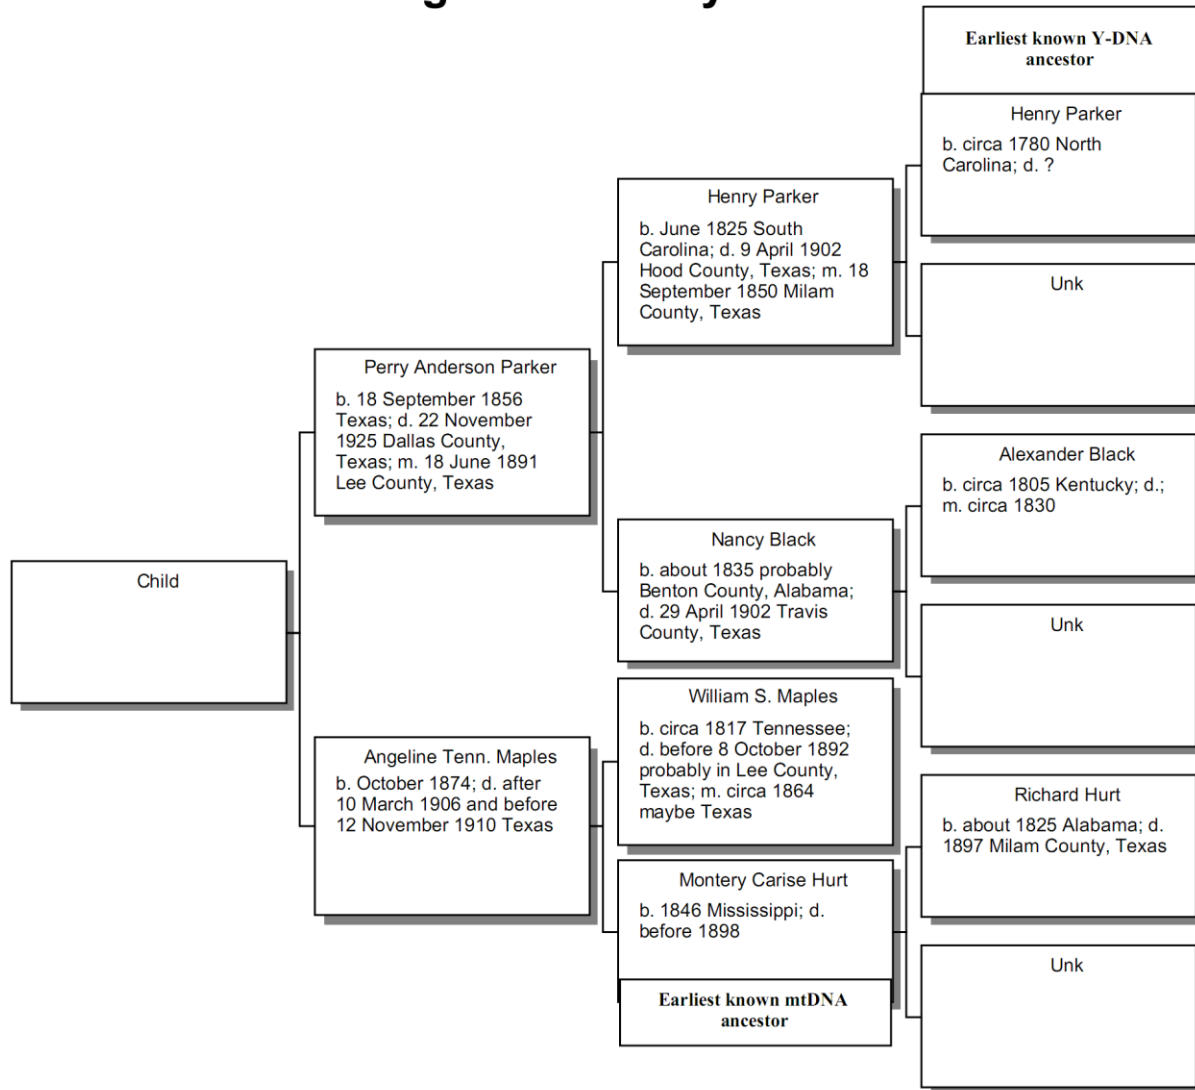 Earliest known Y-DNA
ancestor
Henry Parker
b. circa 1780 North
Carolina; d. ?
Henry Parker
b. June 1825 South
Carolina; d. 9 April 1902
Hood County, Texas; m. 18
September 1850 Milam
County, Texas
Unk
Perry Anderson Parker
b. 18 September 1856
Texas; d. 22 November
1925 Dallas County,
Texas; m. 18 June 1891
Lee County, Texas
Alexander Black
b. circa 1805 Kentucky; d.;
m. circa 1830
Nancy Black
b. about 1835 probably
Benton County, Alabama;
d. 29 April 1902 Travis
County, Texas
Child
Unk
William S. Maples
b. circa 1817 Tennessee;
d. before 8 October 1892
probably in Lee County,
Texas; m. circa 1864
maybe Texas
Angeline Tenn. Maples
b. October 1874; d. after
10 March 1906 and before
12 November 1910 Texas
Richard Hurt
b. about 1825 Alabama; d.
1897 Milam County, Texas
Montery Carise Hurt
b. 1846 Mississippi; d.
before 1898
Unk
Earliest known mtDNA
ancestor